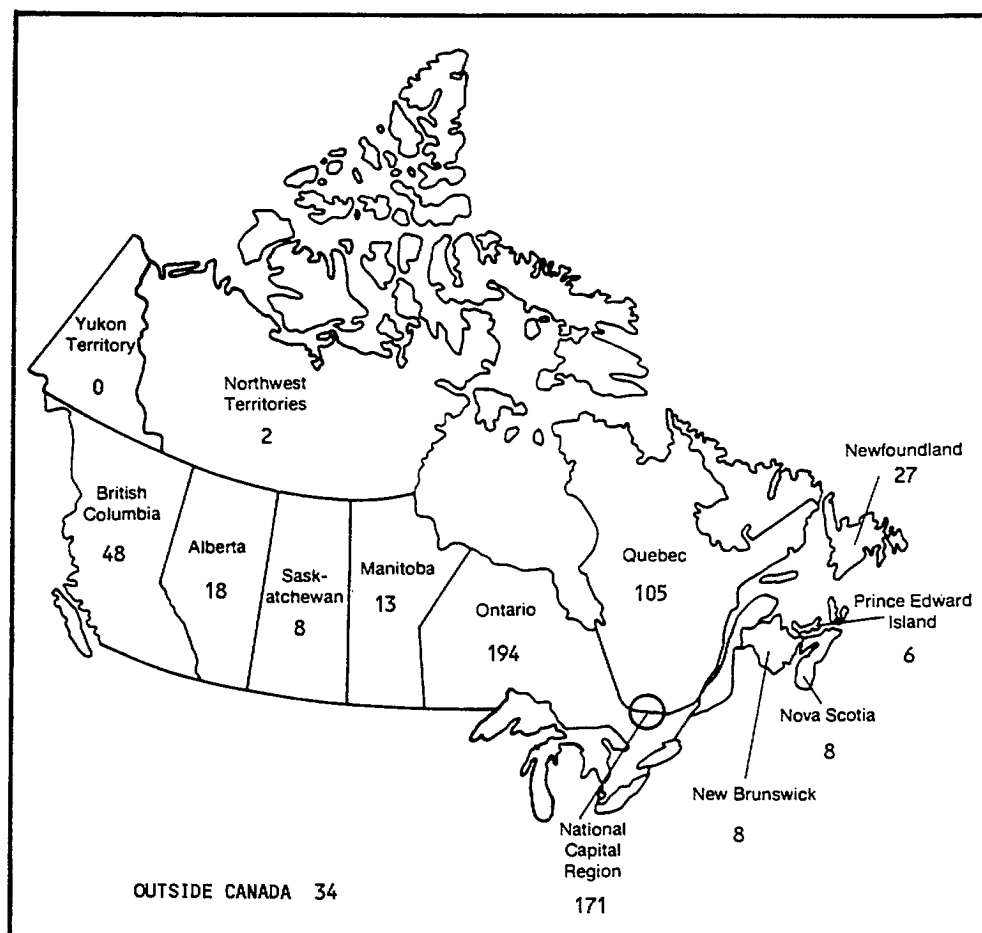 Yukon
Territory
0
Northwest
Territories
2
British
Columbia
48
Alberta
18
Sask-
atchewan
8
Manitoba
13
Ontario
194
Quebec
105
Newfoundland
27
Prince Edward
Island
6
Nova Scotia
8
New Brunswick
8
National
Capital
Region
171
OUTSIDE CANADA 34